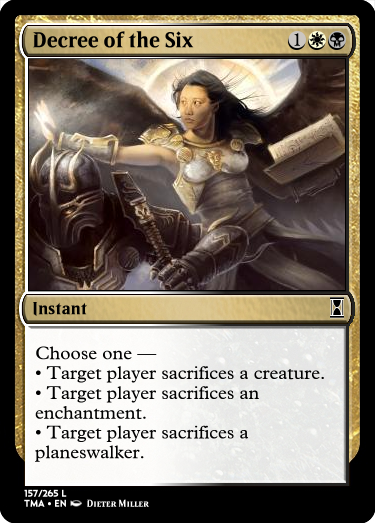 Decree of the Six 1
Instant
Choose one —
• Target player sacrifices a creature.
• Target player sacrifices an
enchantment.
• Target player sacrifices a
planeswalker.
157/265 L
TMA • EN Dieter Miller